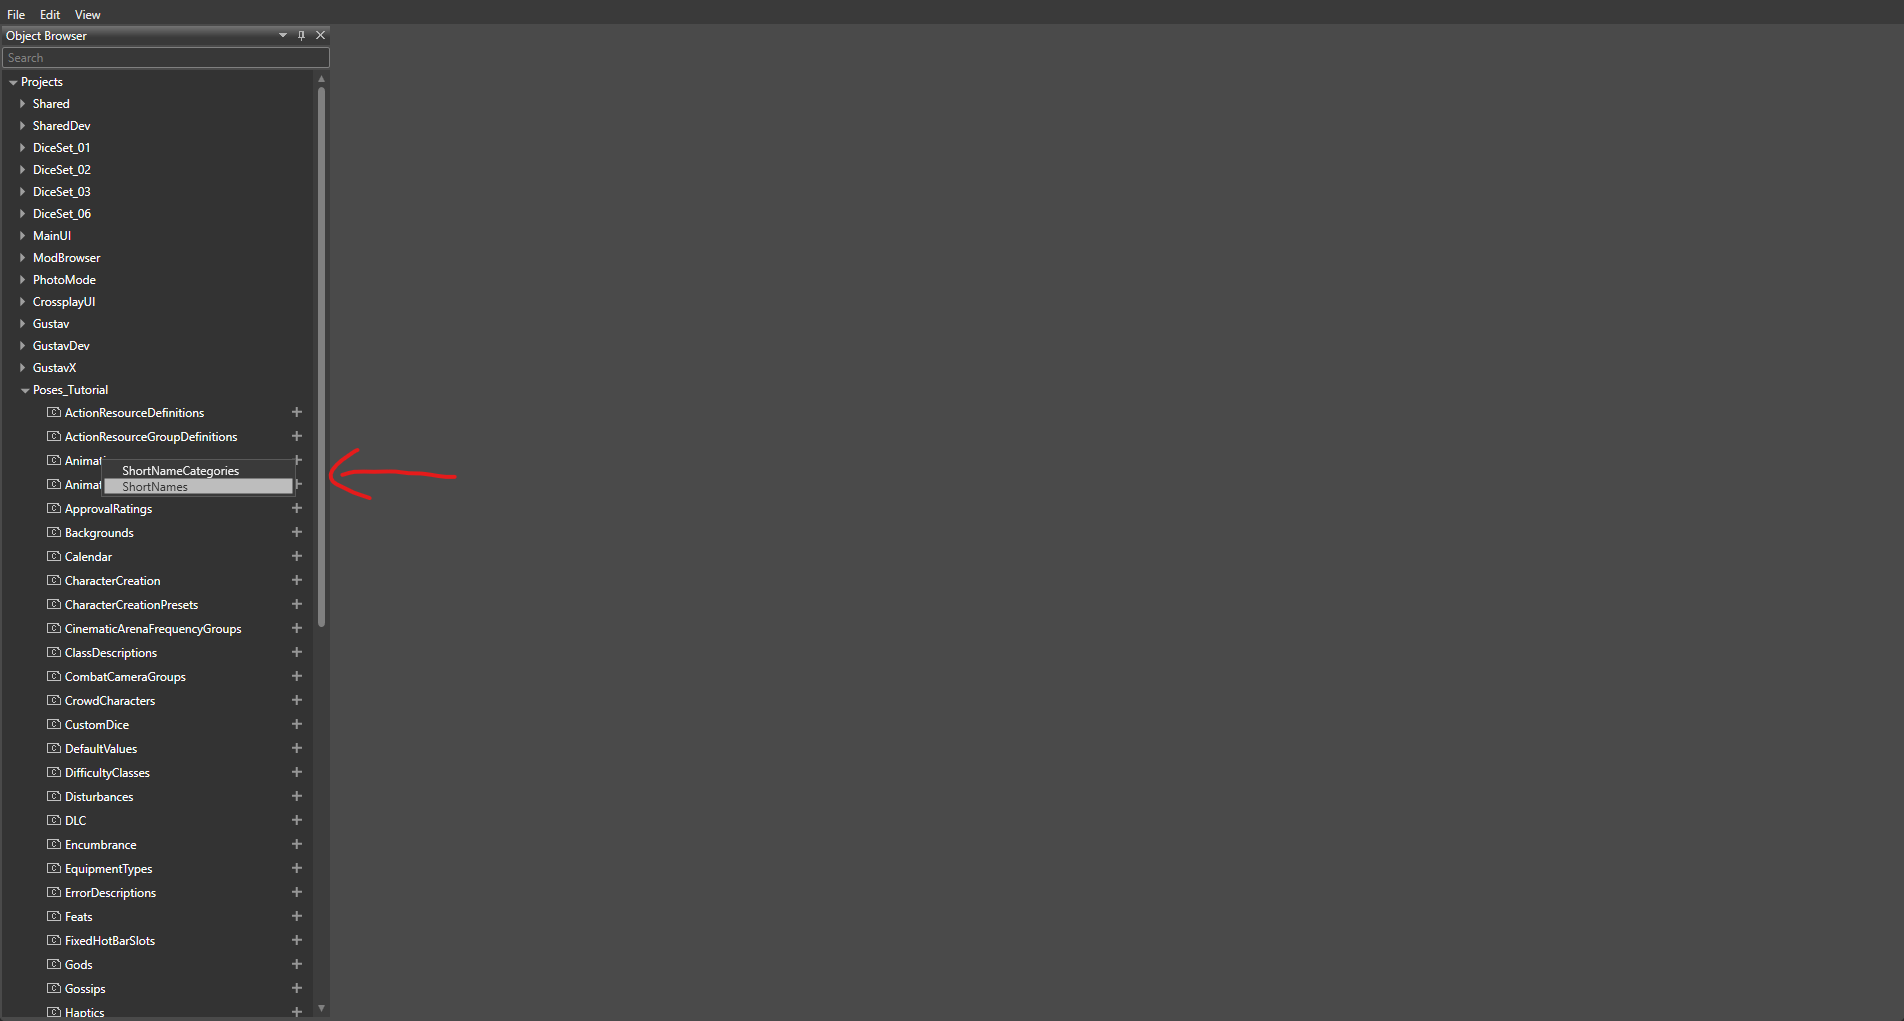 File Edit View
Object Browser
Search
Projects
Shared
SharedDev
DiceSet_01
DiceSet_02
DiceSet_03
DiceSet_06
MainUI
ModBrowser
PhotoMode
CrossplayUI
Gustav
GustavDev
GustavX
Poses_Tutorial
ActionResourceDefinitions
ActionResourceGroupDefinitions
Animati
ShortNameCategories
Animat
ShortNames
ApprovalRatings
Backgrounds
Calendar
CharacterCreation
CharacterCreationPresets
CinematicArenaFrequencyGroups
ClassDescriptions
CombatCameraGroups
CrowdCharacters
CustomDice
DefaultValues
DifficultyClasses
Disturbances
DLC
Encumbrance
EquipmentTypes
ErrorDescriptions
Feats
FixedHotBarSlots
Gods
Gossips
Haptics